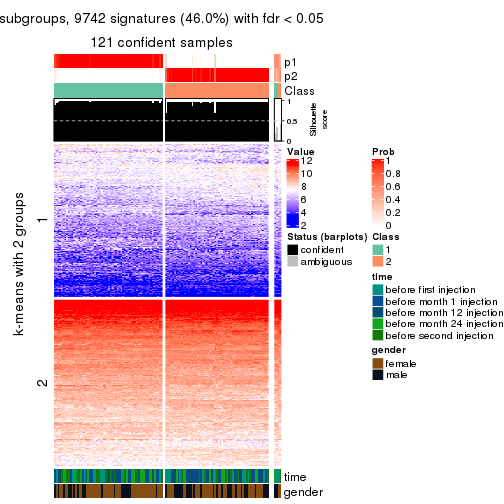 subgroups, 9742 signatures (46.0%) with fdr < 0.05
121 confident samples
p1
p2
Class
1
0.5
0
Silhouette
score
k-means with 2 groups
1
2
time
gender
Value
12
10
8
6
4
2
Prob
1
0.8
0.6
0.4
0.2
0
Status (barplots)
confident
ambiguous
Class
1
2
time
before first injection
before month 1 injection
before month 12 injection
before month 24 injection
before second injection
gender
female
male